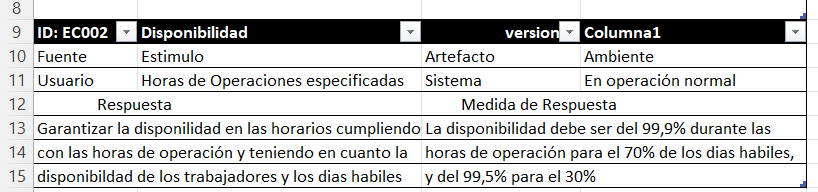 8
9 ID: EC002 Disponibilidad version Columna1
10 Fuente Estimulo Artefacto Ambiente
11 Usuario Horas de Operaciones especificadas Sistema En operación normal
12 Respuesta Medida de Respuesta
13 Garantizar la disponilidad en las horarios cumpliendo La disponibilidad debe ser del 99,9% durante las
14 con las horas de operación y teniendo en cuanto la horas de operación para el 70% de los dias habiles,
15 disponibildad de los trabajadores y los dias habiles y del 99,5% para el 30%